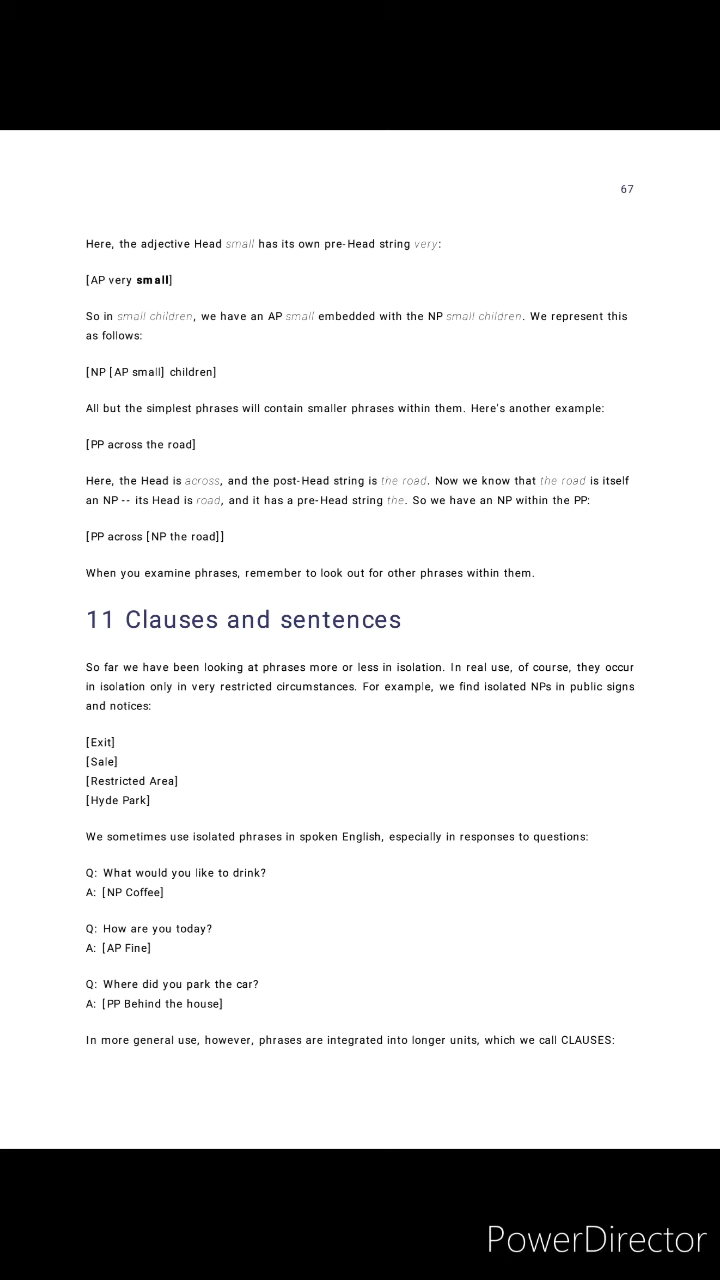 67
Here, the adjective Head small has its own pre-Head string very:
[AP very small]
So in small children, we have an AP small embedded with the NP small children. We represent this
as follows:
[NP [AP small] children]
All but the simplest phrases will contain smaller phrases within them. Here's another example:
[PP across the road]
Here, the Head is across, and the post-Head string is the road. Now we know that the road is itself
an NP -- its Head is road, and it has a pre-Head string the. So we have an NP within the PP:
[PP across [NP the road]]
When you examine phrases, remember to look out for other phrases within them.
11 Clauses and sentences
So far we have been looking at phrases more or less in isolation. In real use, of course, they occur
in isolation only in very restricted circumstances. For example, we find isolated NPs in public signs
and notices:
[Exit]
[Sale]
[Restricted Area]
[Hyde Park]
We sometimes use isolated phrases in spoken English, especially in responses to questions:
Q: What would you like to drink?
A: [NP Coffee]
Q: How are you today?
A: [AP Fine]
Q: Where did you park the car?
A: [PP Behind the house]
In more general use, however, phrases are integrated into longer units, which we call CLAUSES:
PowerDirector